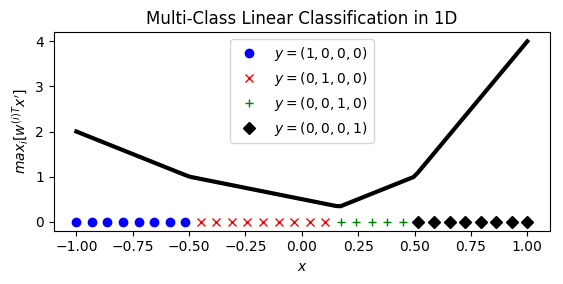 Multi-Class Linear Classification in 1D
4
3
2
1
0
max_i[w^{(i)T}x']
y = (1, 0, 0, 0)
y = (0, 1, 0, 0)
y = (0, 0, 1, 0)
y = (0, 0, 0, 1)
−1.00 −0.75 −0.50 −0.25 0.00 0.25 0.50 0.75 1.00
x